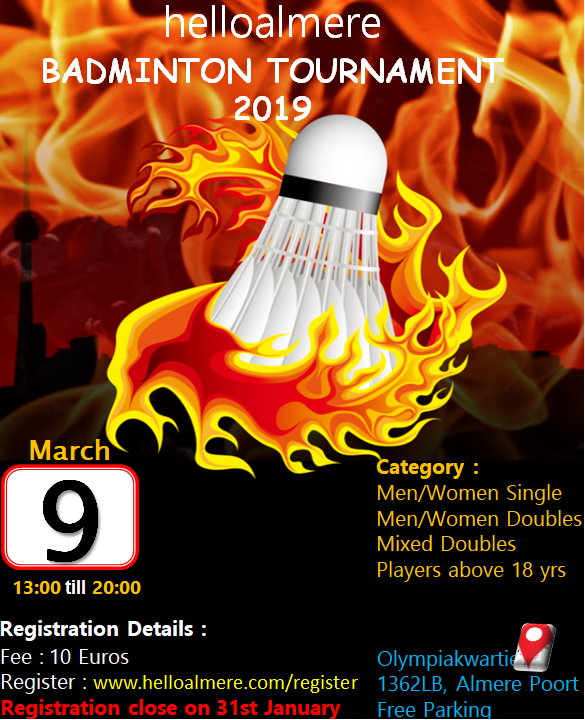 helloalmere
BADMINTON TOURNAMENT
2019
March
9
13:00 till 20:00
Category :
Men/Women Single
Men/Women Doubles
Mixed Doubles
Players above 18 yrs
Registration Details :
Fee : 10 Euros
Register : www.helloalmere.com/register
Registration close on 31st January
1362LB, Almere Poort
Free Parking